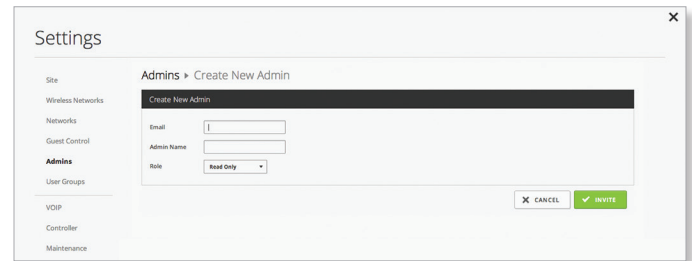 Settings
Site
Wireless Networks
Networks
Guest Control
Admins
User Groups
VOIP
Controller
Maintenance
Admins ▸ Create New Admin
Create New Admin
Email
Admin Name
Role Read Only
CANCEL INVITE